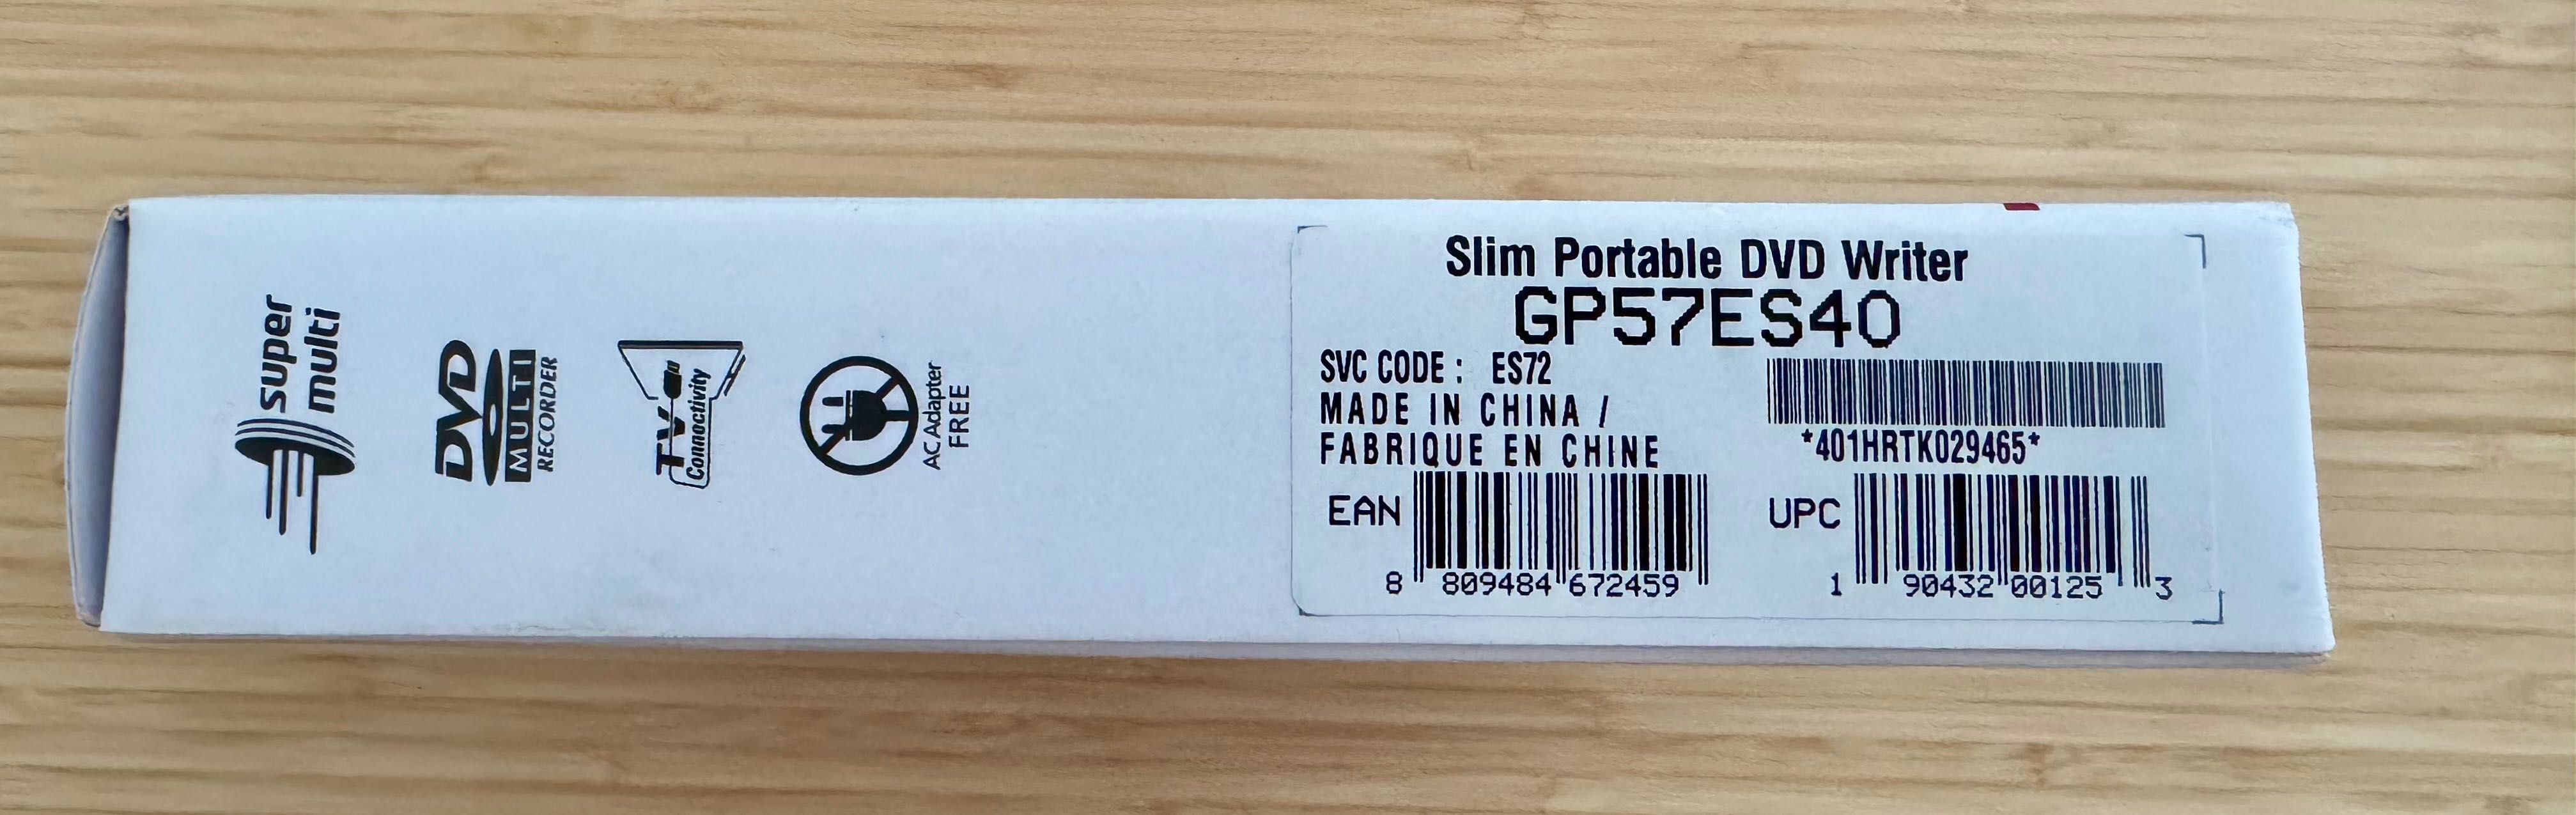 super
multi
DVD
MULTI
RECORDER
TV
Connectivity
AC Adapter
FREE
Slim Portable DVD Writer
GP57ES40
SVC CODE : ES72
MADE IN CHINA /
FABRIQUE EN CHINE
*401HRTK029465*
EAN
8 809484 672459
UPC
1 90432 00125 3